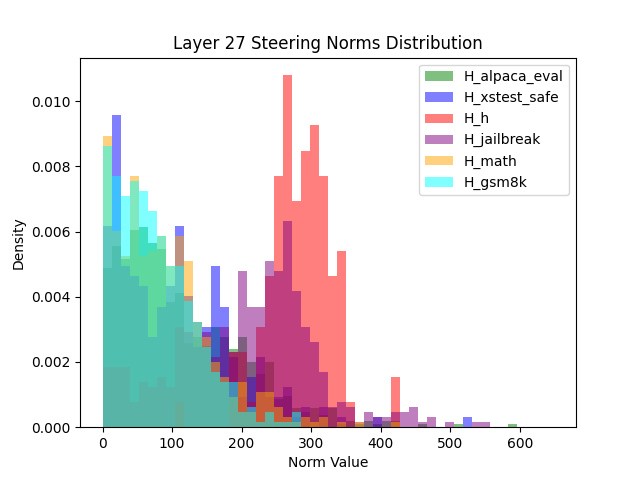 Layer 27 Steering Norms Distribution
H_alpaca_eval
H_xstest_safe
H_h
H_jailbreak
H_math
H_gsm8k
0.010
0.008
0.006
0.004
0.002
0.000
Density
0 100 200 300 400 500 600
Norm Value